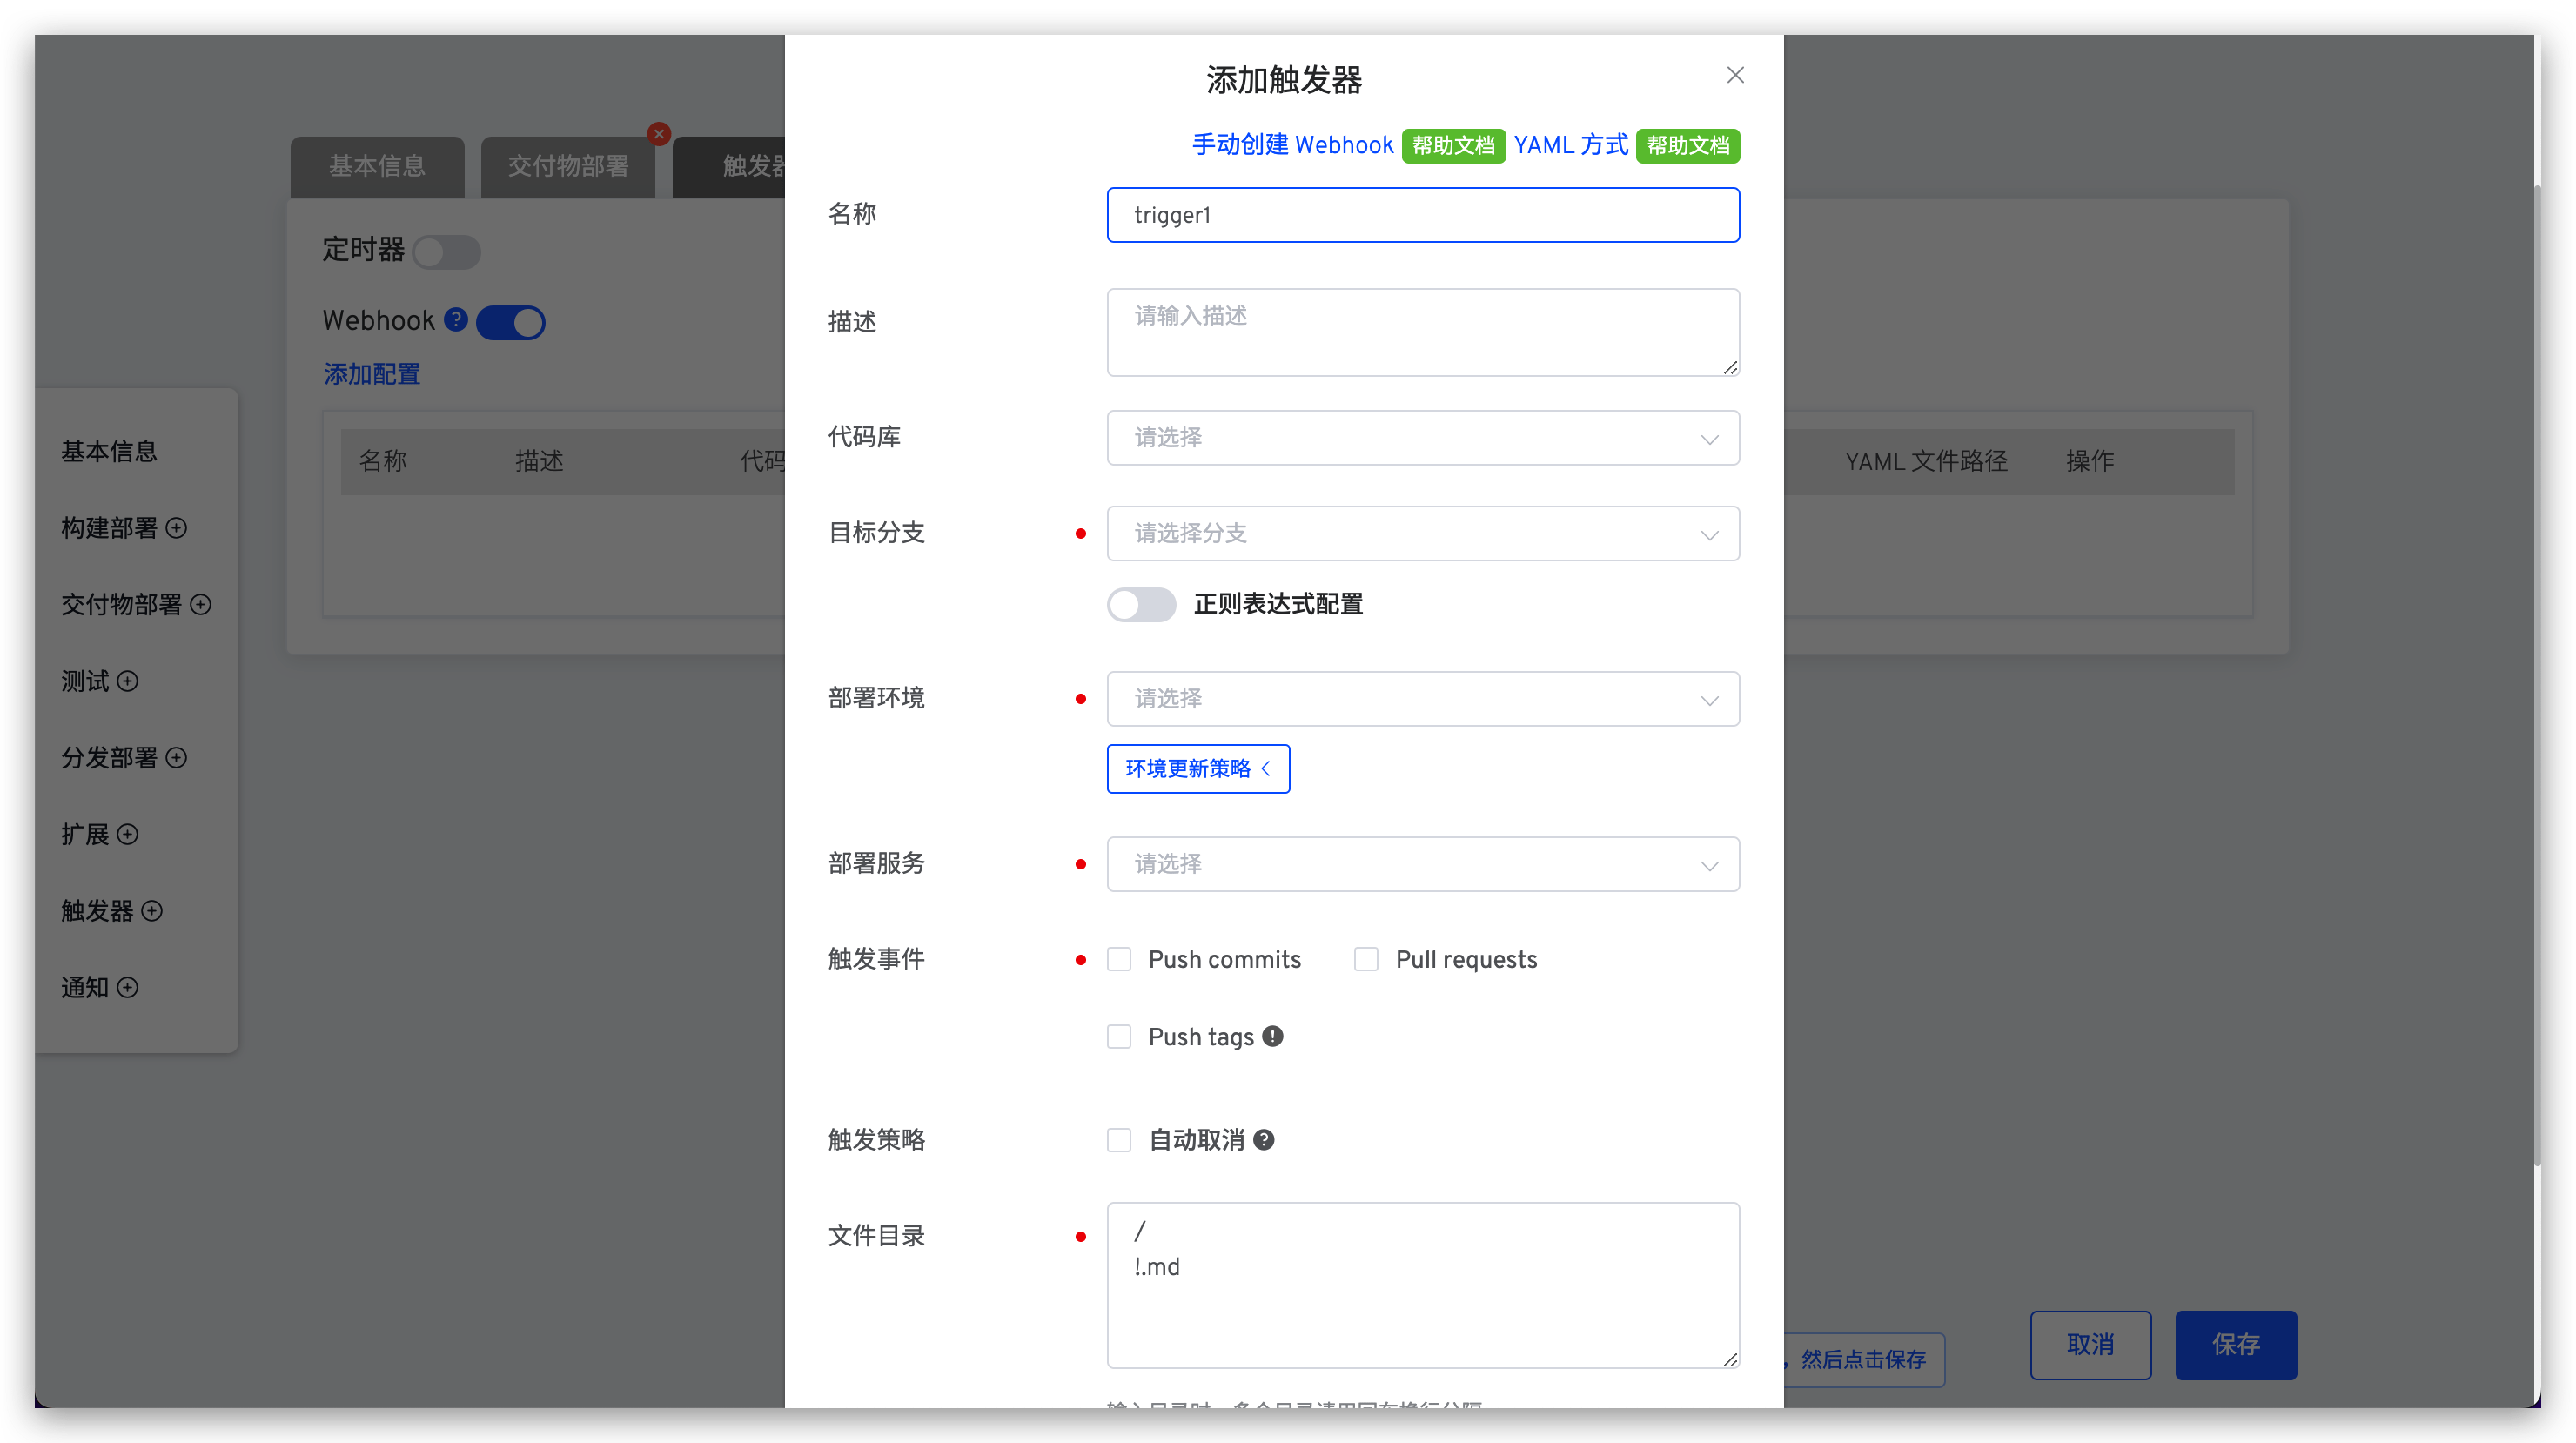 添加触发器
手动创建 Webhook 帮助文档 YAML 方式 帮助文档
基本信息
交付物部署
触发器
定时器
Webhook
添加配置
名称 描述 代码
YAML 文件路径 操作
基本信息
构建部署
交付物部署
测试
分发部署
扩展
触发器
通知
名称 trigger1
描述 请输入描述
代码库 请选择
目标分支 请选择分支
正则表达式配置
部署环境 请选择
环境更新策略
部署服务 请选择
触发事件 Push commits Pull requests
Push tags
触发策略 自动取消
文件目录 /
!.md
,然后点击保存
取消 保存